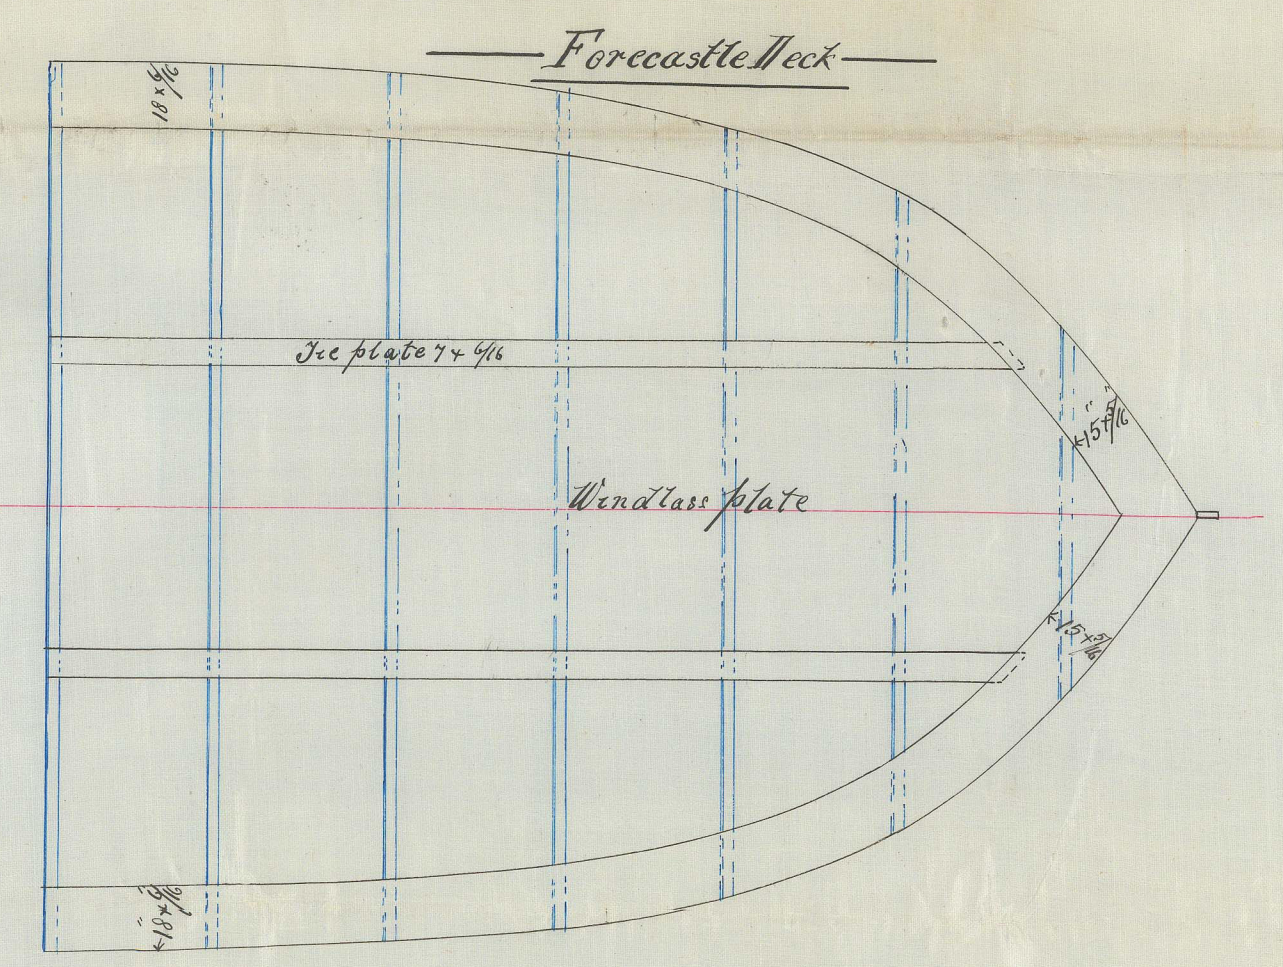 Forecastle Deck
18 x 6/16
Tie plate 7 x 6/16
15" x 5/16"
Windlass plate
15 x 5/16
18" x 6/16"